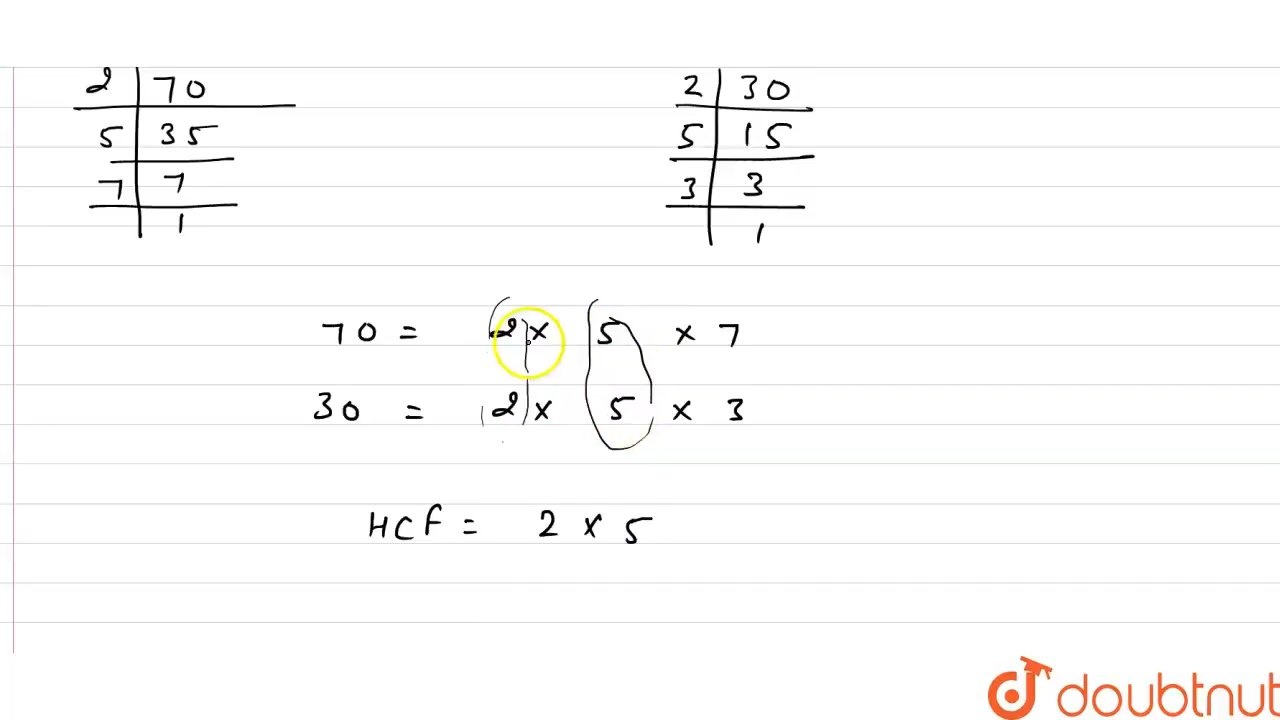 2 70
5 35
7 7
1
2 30
5 15
3 3
1
70 = 2 x 5 x 7
30 = 2 x 5 x 3
HCF = 2 x 5
doubtnut